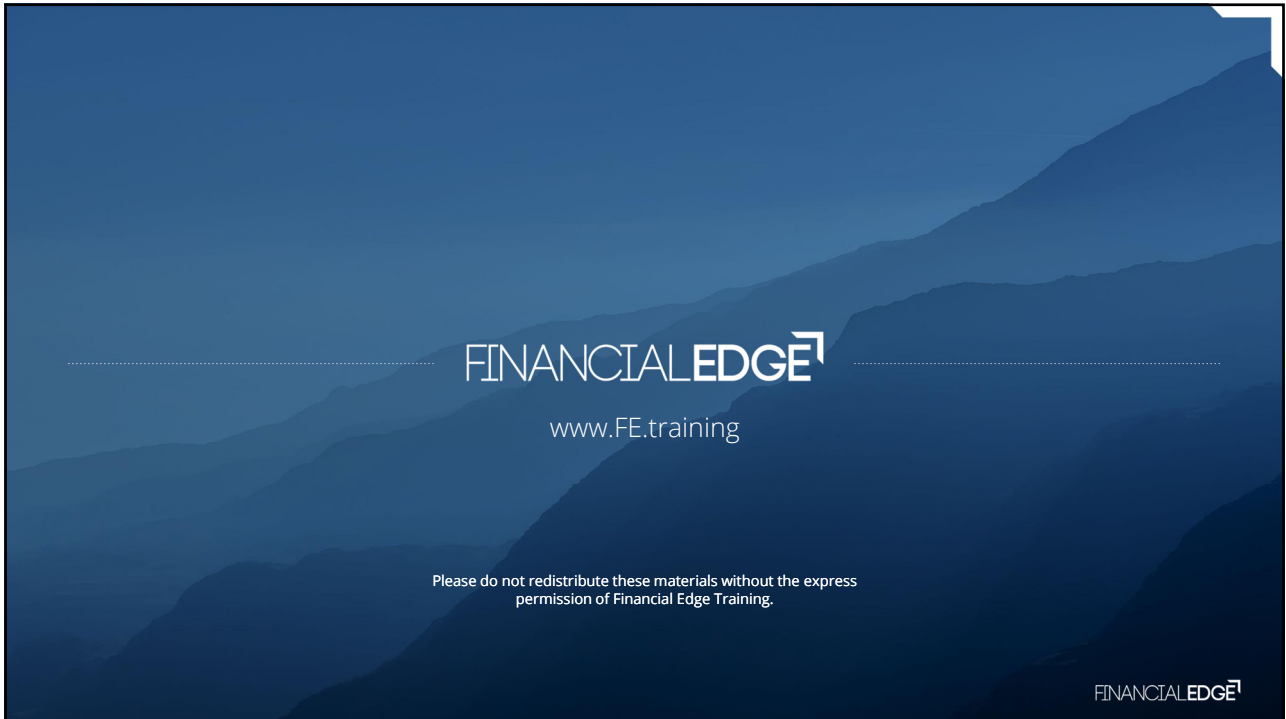 FINANCIALEDGE
www.FE.training
Please do not redistribute these materials without the express
permission of Financial Edge Training.
FINANCIALEDGE